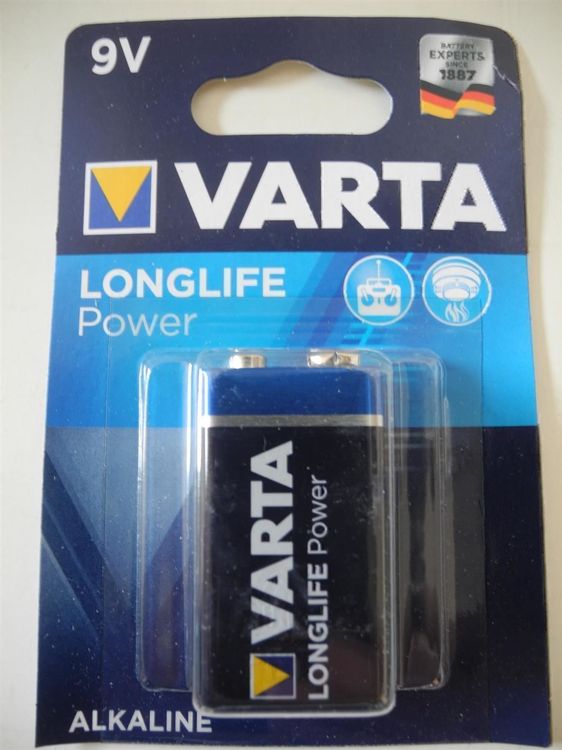 9V
BATTERY
EXPERTS
SINCE
1887
VARTA
LONGLIFE
Power
VARTA
LONGLIFE Power
ALKALINE